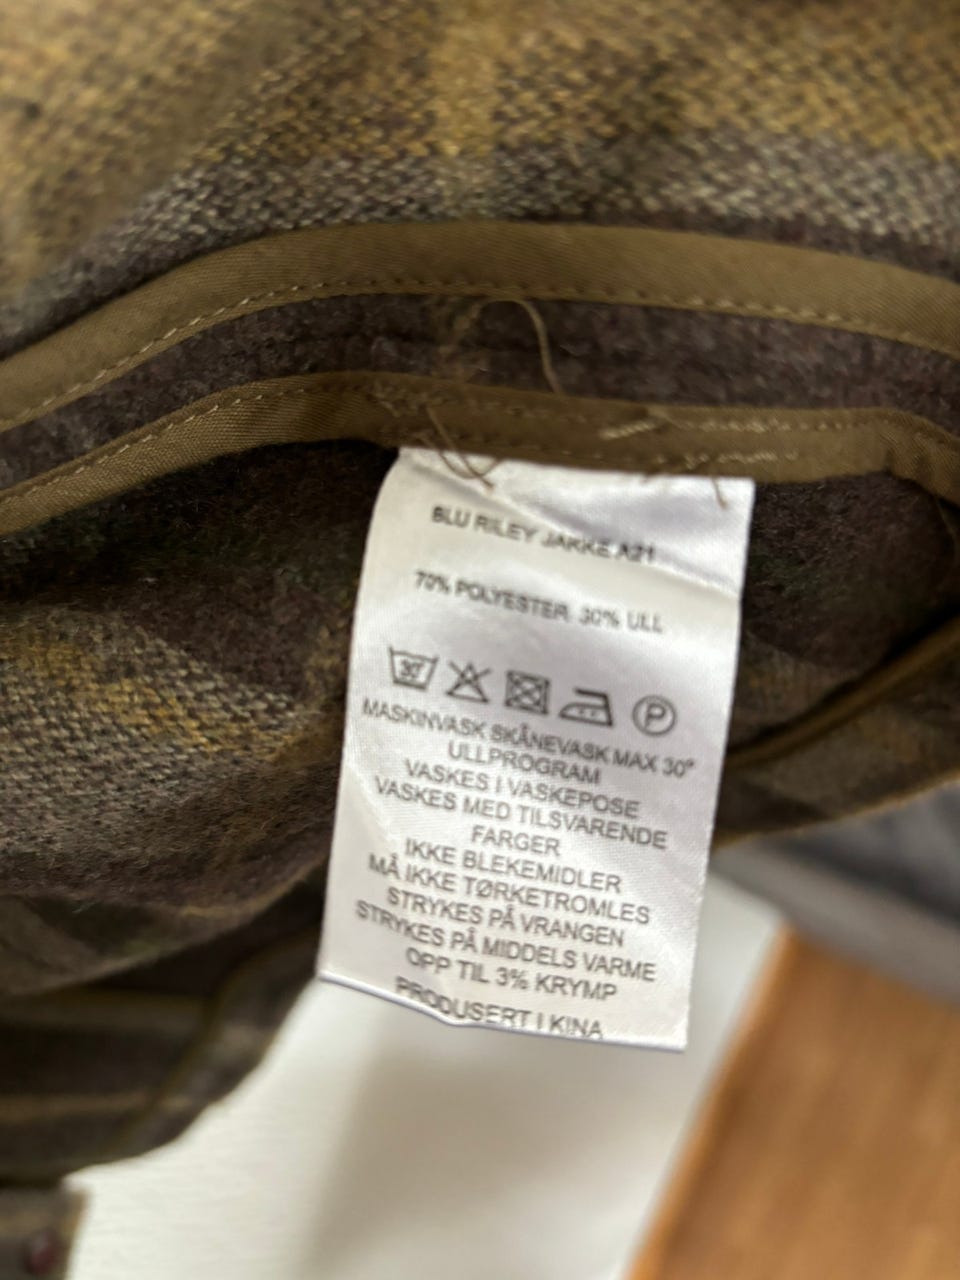 BLU RILEY JAKKE A21
70% POLYESTER 30% ULL
30° P
MASKINVASK SKÅNEVASK MAX 30°
ULLPROGRAM
VASKES I VASKEPOSE
VASKES MED TILSVARENDE
FARGER
IKKE BLEKEMIDLER
MÅ IKKE TØRKETROMLES
STRYKES PÅ VRANGEN
STRYKES PÅ MIDDELS VARME
OPP TIL 3% KRYMP
PRODUSERT I KINA